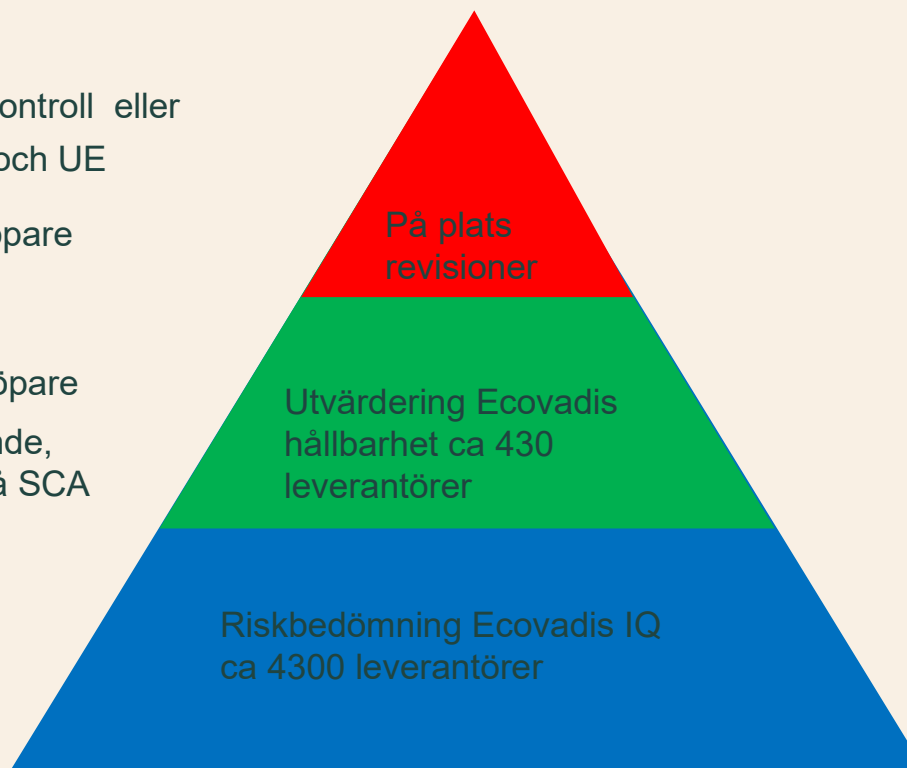 ontroll eller
och UE
pare
öpare
de,
å SCA
På plats
revisioner
Utvärdering Ecovadis
hållbarhet ca 430
leverantörer
Riskbedömning Ecovadis IQ
ca 4300 leverantörer